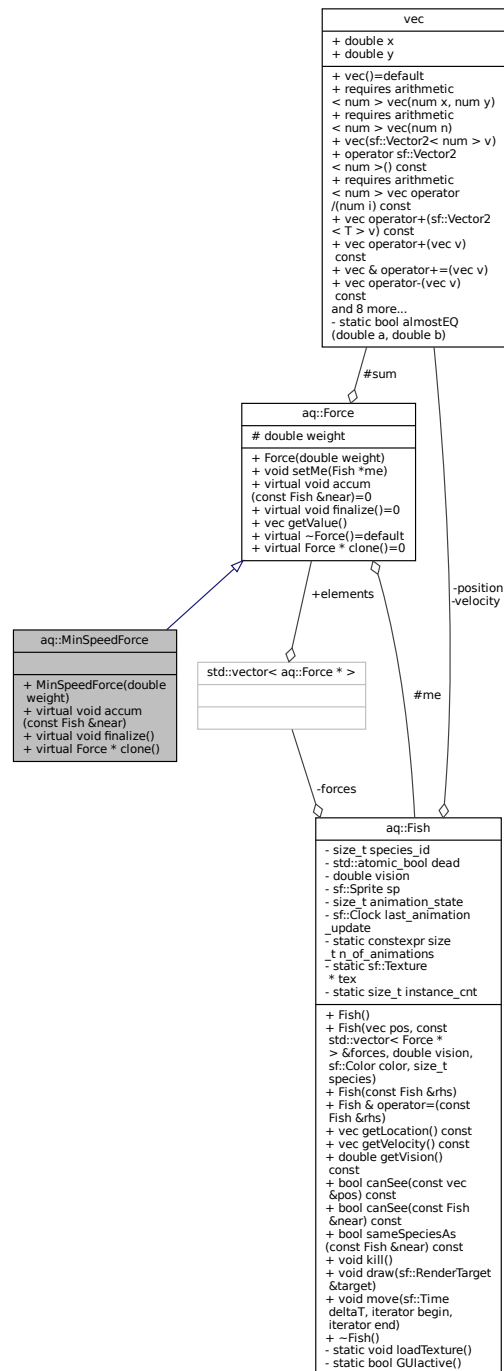 vec
+ double x
+ double y
+ vec()=default
+ requires arithmetic
< num > vec(num x, num y)
+ requires arithmetic
< num > vec(num n)
+ vec(sf::Vector2< num > v)
+ operator sf::Vector2
< num >() const
+ requires arithmetic
< num > vec operator
/(num i) const
+ vec operator+(sf::Vector2
< T > v) const
+ vec operator+(vec v)
const
+ vec & operator+=(vec v)
+ vec operator-(vec v)
const
and 8 more...
- static bool almostEQ
(double a, double b)
#sum
aq::Force
# double weight
+ Force(double weight)
+ void setMe(Fish *me)
+ virtual void accum
(const Fish &near)=0
+ virtual void finalize()=0
+ vec getValue()
+ virtual ~Force()=default
+ virtual Force * clone()=0
+elements
-position
-velocity
aq::MinSpeedForce
+ MinSpeedForce(double
weight)
+ virtual void accum
(const Fish &near)
+ virtual void finalize()
+ virtual Force * clone()
std::vector< aq::Force * >
#me
-forces
aq::Fish
- size_t species_id
- std::atomic_bool dead
- double vision
- sf::Sprite sp
- size_t animation_state
- sf::Clock last_animation
_update
- static constexpr size
_t n_of_animations
- static sf::Texture
* tex
- static size_t instance_cnt
+ Fish()
+ Fish(vec pos, const
std::vector< Force *
> &forces, double vision,
sf::Color color, size_t
species)
+ Fish(const Fish &rhs)
+ Fish & operator=(const
Fish &rhs)
+ vec getLocation() const
+ vec getVelocity() const
+ double getVision()
const
+ bool canSee(const vec
&pos) const
+ bool canSee(const Fish
&near) const
+ bool sameSpeciesAs
(const Fish &near) const
+ void kill()
+ void draw(sf::RenderTarget
&target)
+ void move(sf::Time
deltaT, iterator begin,
iterator end)
+ ~Fish()
- static void loadTexture()
- static bool GUIactive()